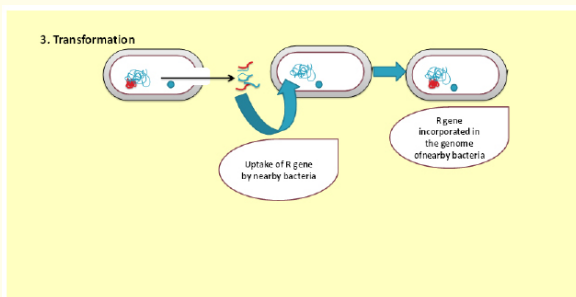 3. Transformation
Uptake of R gene
by nearby bacteria
R gene
incorporated in
the genome
ofnearby bacteria